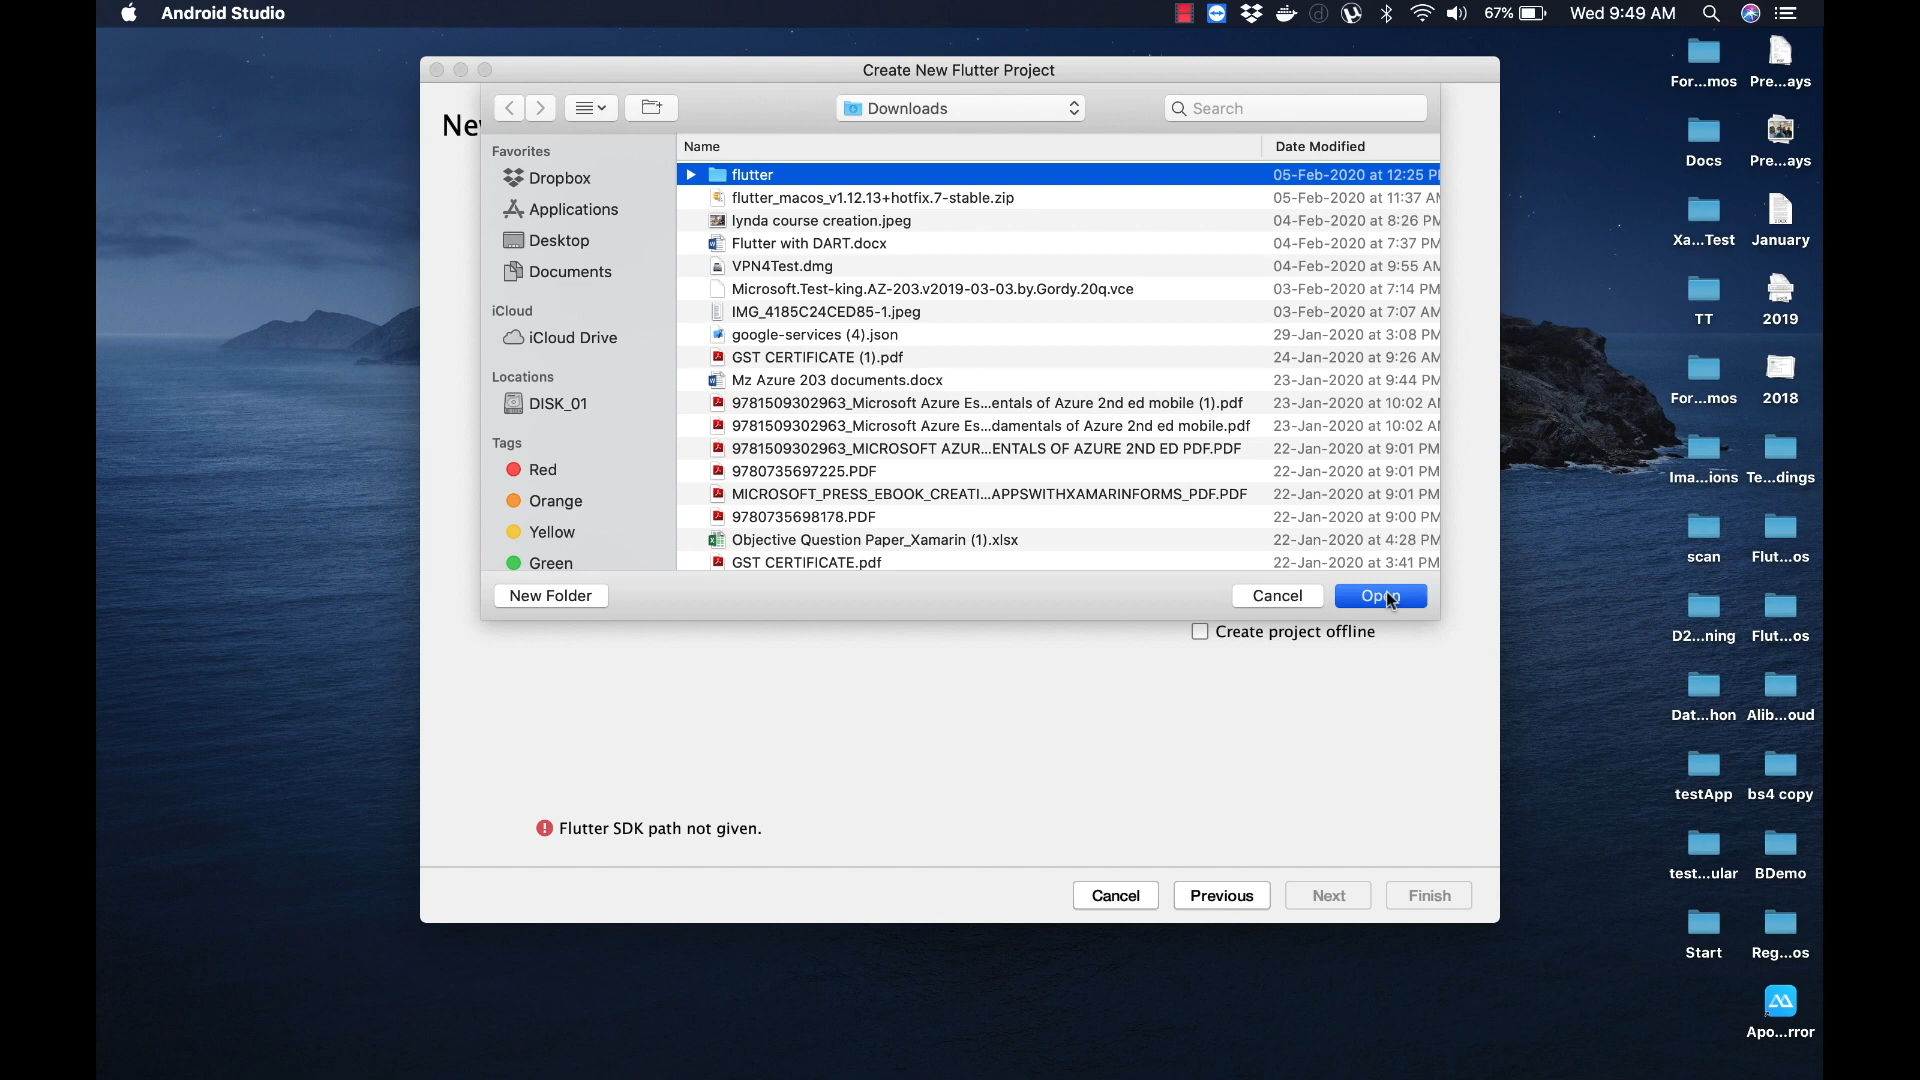 Android Studio
67%
Wed 9:49 AM
Create New Flutter Project
Downloads
Search
Favorites
Dropbox
Applications
Desktop
Documents
iCloud
iCloud Drive
Locations
DISK_01
Tags
Red
Orange
Yellow
Green
Name
Date Modified
flutter
05-Feb-2020 at 12:25
flutter_macos_v1.12.13+hotfix.7-stable.zip
05-Feb-2020 at 11:37
lynda course creation.jpeg
04-Feb-2020 at 8:26 PM
Flutter with DART.docx
04-Feb-2020 at 7:37 PM
VPN4Test.dmg
04-Feb-2020 at 9:55 AM
Microsoft.Test-king.AZ-203.v2019-03-03.by.Gordy.20q.vce
03-Feb-2020 at 7:14 PM
IMG_4185C24CED85-1.jpeg
03-Feb-2020 at 7:07 AM
google-services (4).json
29-Jan-2020 at 3:08 PM
GST CERTIFICATE (1).pdf
24-Jan-2020 at 9:26 AM
Mz Azure 203 documents.docx
23-Jan-2020 at 9:44 PM
9781509302963_Microsoft Azure Es...entals of Azure 2nd ed mobile (1).pdf
23-Jan-2020 at 10:02
9781509302963_Microsoft Azure Es...damentals of Azure 2nd ed mobile.pdf
23-Jan-2020 at 10:02
9781509302963_MICROSOFT AZUR...ENTALS OF AZURE 2ND ED PDF.PDF
22-Jan-2020 at 9:01 PM
9780735697225.PDF
22-Jan-2020 at 9:01 PM
MICROSOFT_PRESS_EBOOK_CREATI...APPSWITHXAMARINFORMS_PDF.PDF
22-Jan-2020 at 9:01 PM
9780735698178.PDF
22-Jan-2020 at 9:00 PM
Objective Question Paper_Xamarin (1).xlsx
22-Jan-2020 at 4:28 PM
GST CERTIFICATE.pdf
22-Jan-2020 at 3:41 PM
New Folder
Cancel
Open
Create project offline
Flutter SDK path not given.
Cancel
Previous
Next
Finish
For...mos
Pre...ays
Docs
Pre...ays
Xa...Test
January
TT
2019
For...mos
2018
Ima...ions
Te...dings
scan
Flut...os
D2...ning
Flut...os
Dat...hon
Alib...oud
testApp
bs4 copy
test...ular
BDemo
Start
Reg...os
Apo...rror